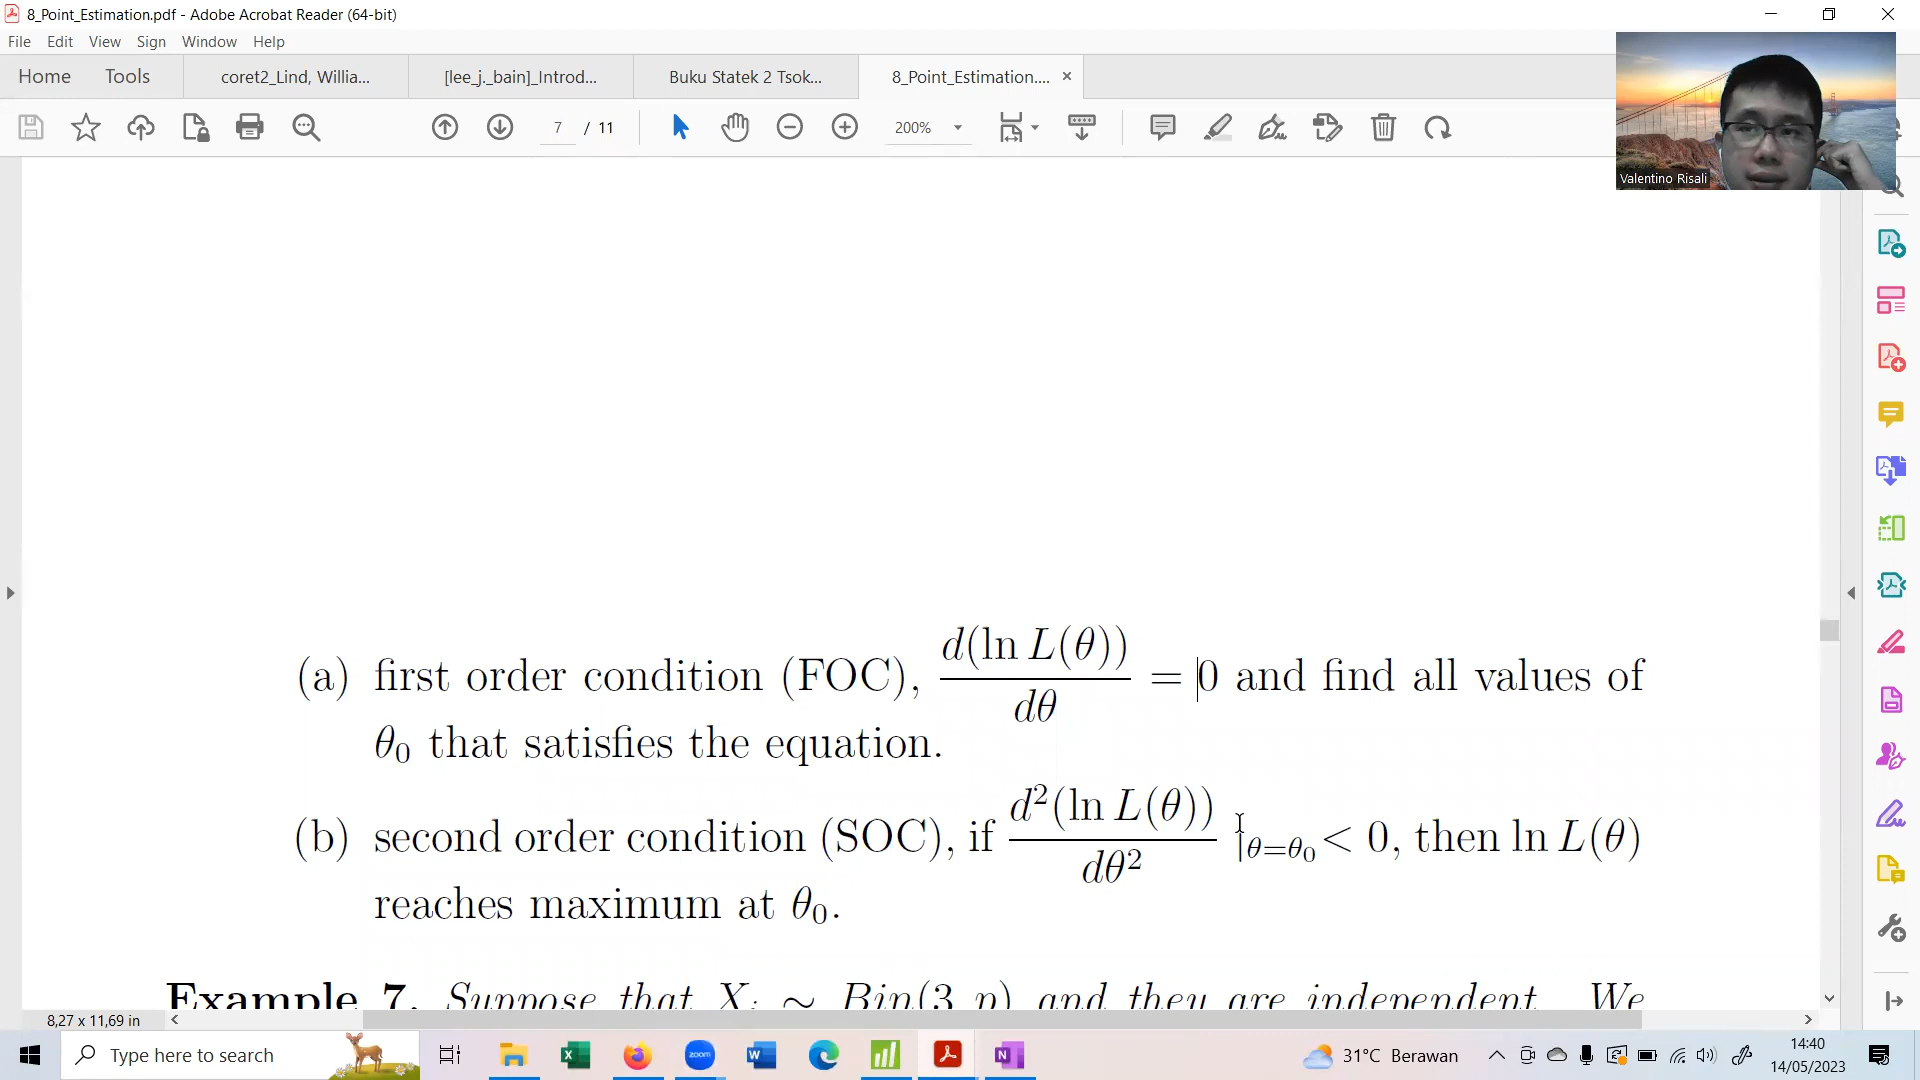 8_Point_Estimation.pdf - Adobe Acrobat Reader (64-bit)
File Edit View Sign Window Help
Home Tools coret2_Lind, Willia... [lee_j._bain]_Introd... Buku Statek 2 Tsok... 8_Point_Estimation....
7 / 11 200%
Valentino Risali
(a) first order condition (FOC), d(ln L(θ))/dθ = 0 and find all values of
θ₀ that satisfies the equation.
(b) second order condition (SOC), if d²(ln L(θ))/dθ² |θ=θ₀ < 0, then ln L(θ)
reaches maximum at θ₀.
Example 7. Suppose that Xᵢ ~ Bin(3, p) and they are independent. We
8,27 x 11,69 in
Type here to search
zoom
31°C Berawan
14:40
14/05/2023